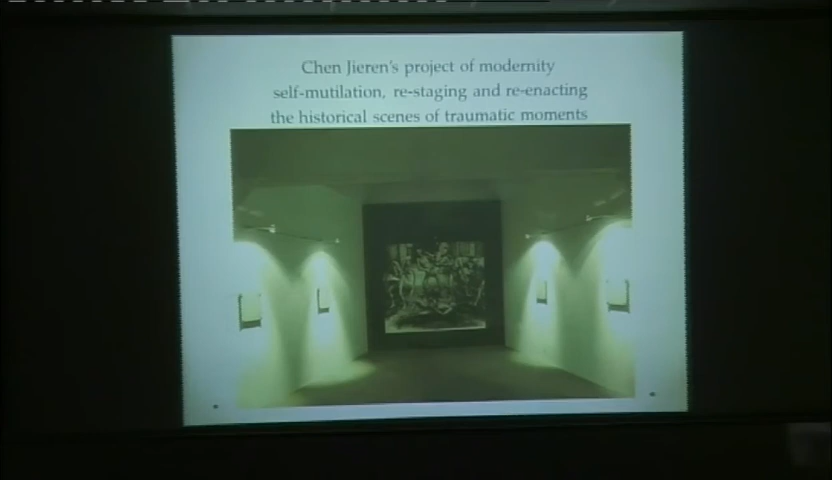 Chen Jieren's project of modernity
self-mutilation, re-staging and re-enacting
the historical scenes of traumatic moments